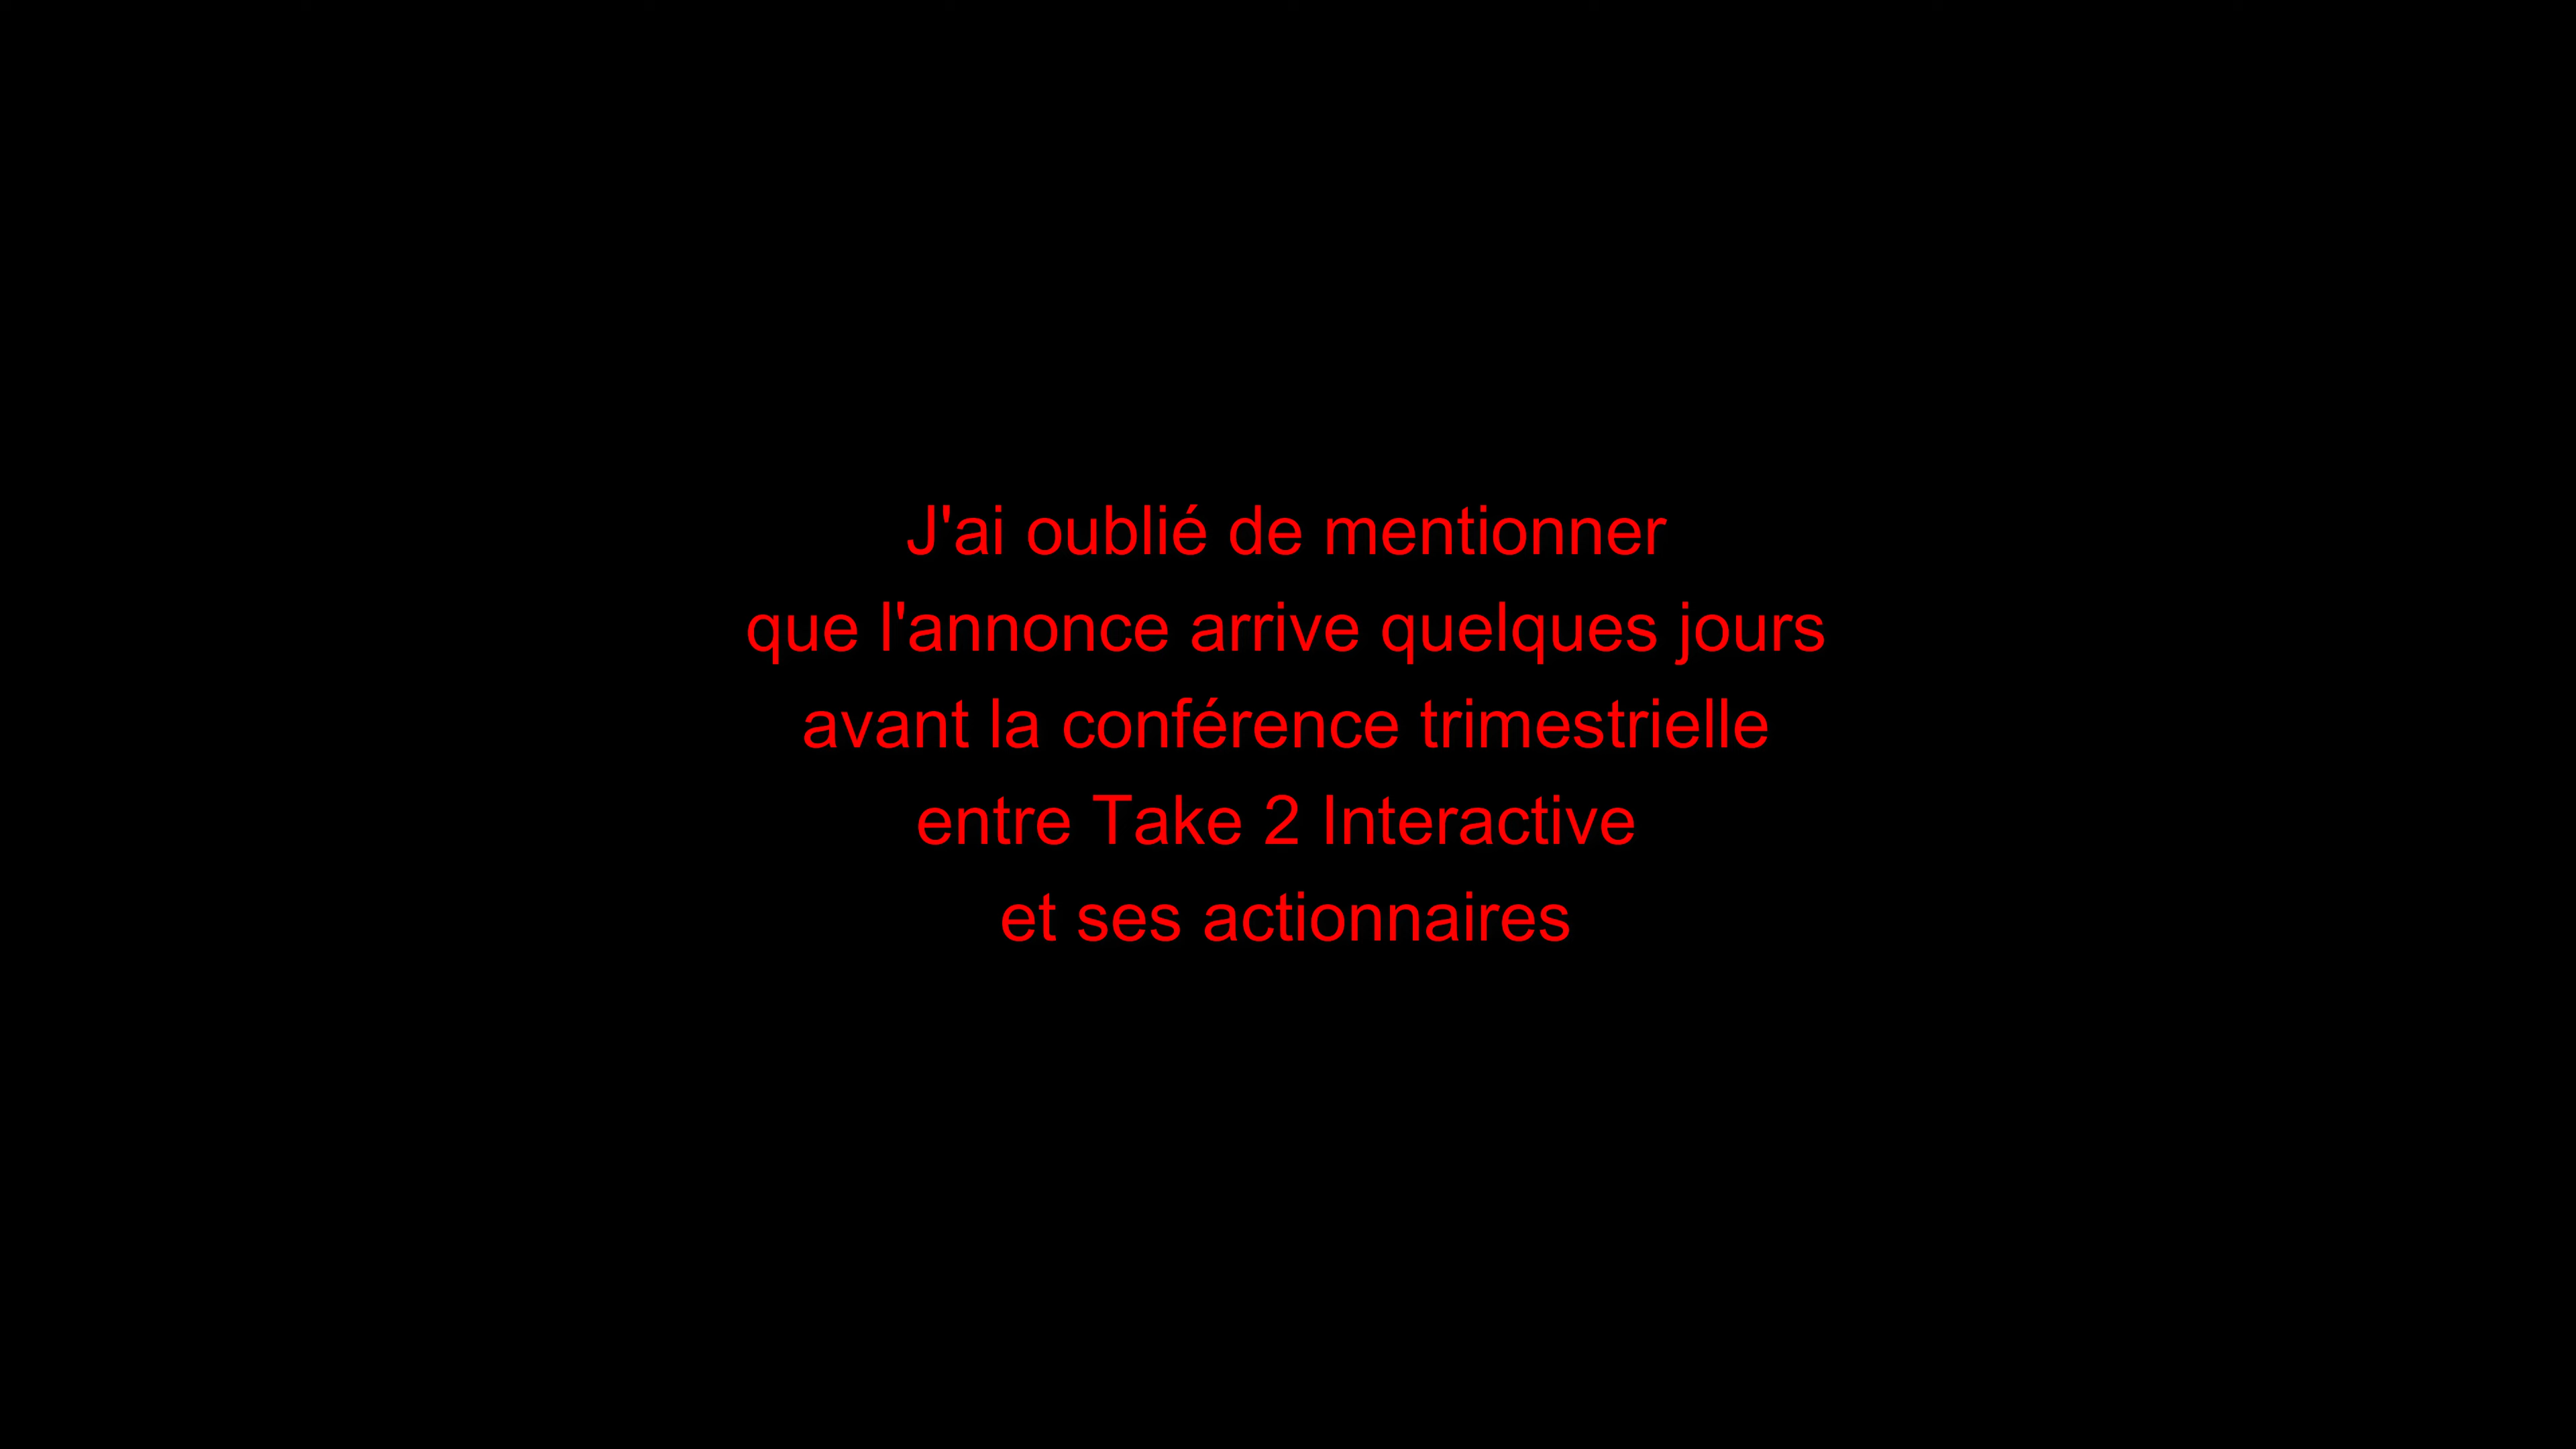 J'ai oublié de mentionner
que l'annonce arrive quelques jours
avant la conférence trimestrielle
entre Take 2 Interactive
et ses actionnaires